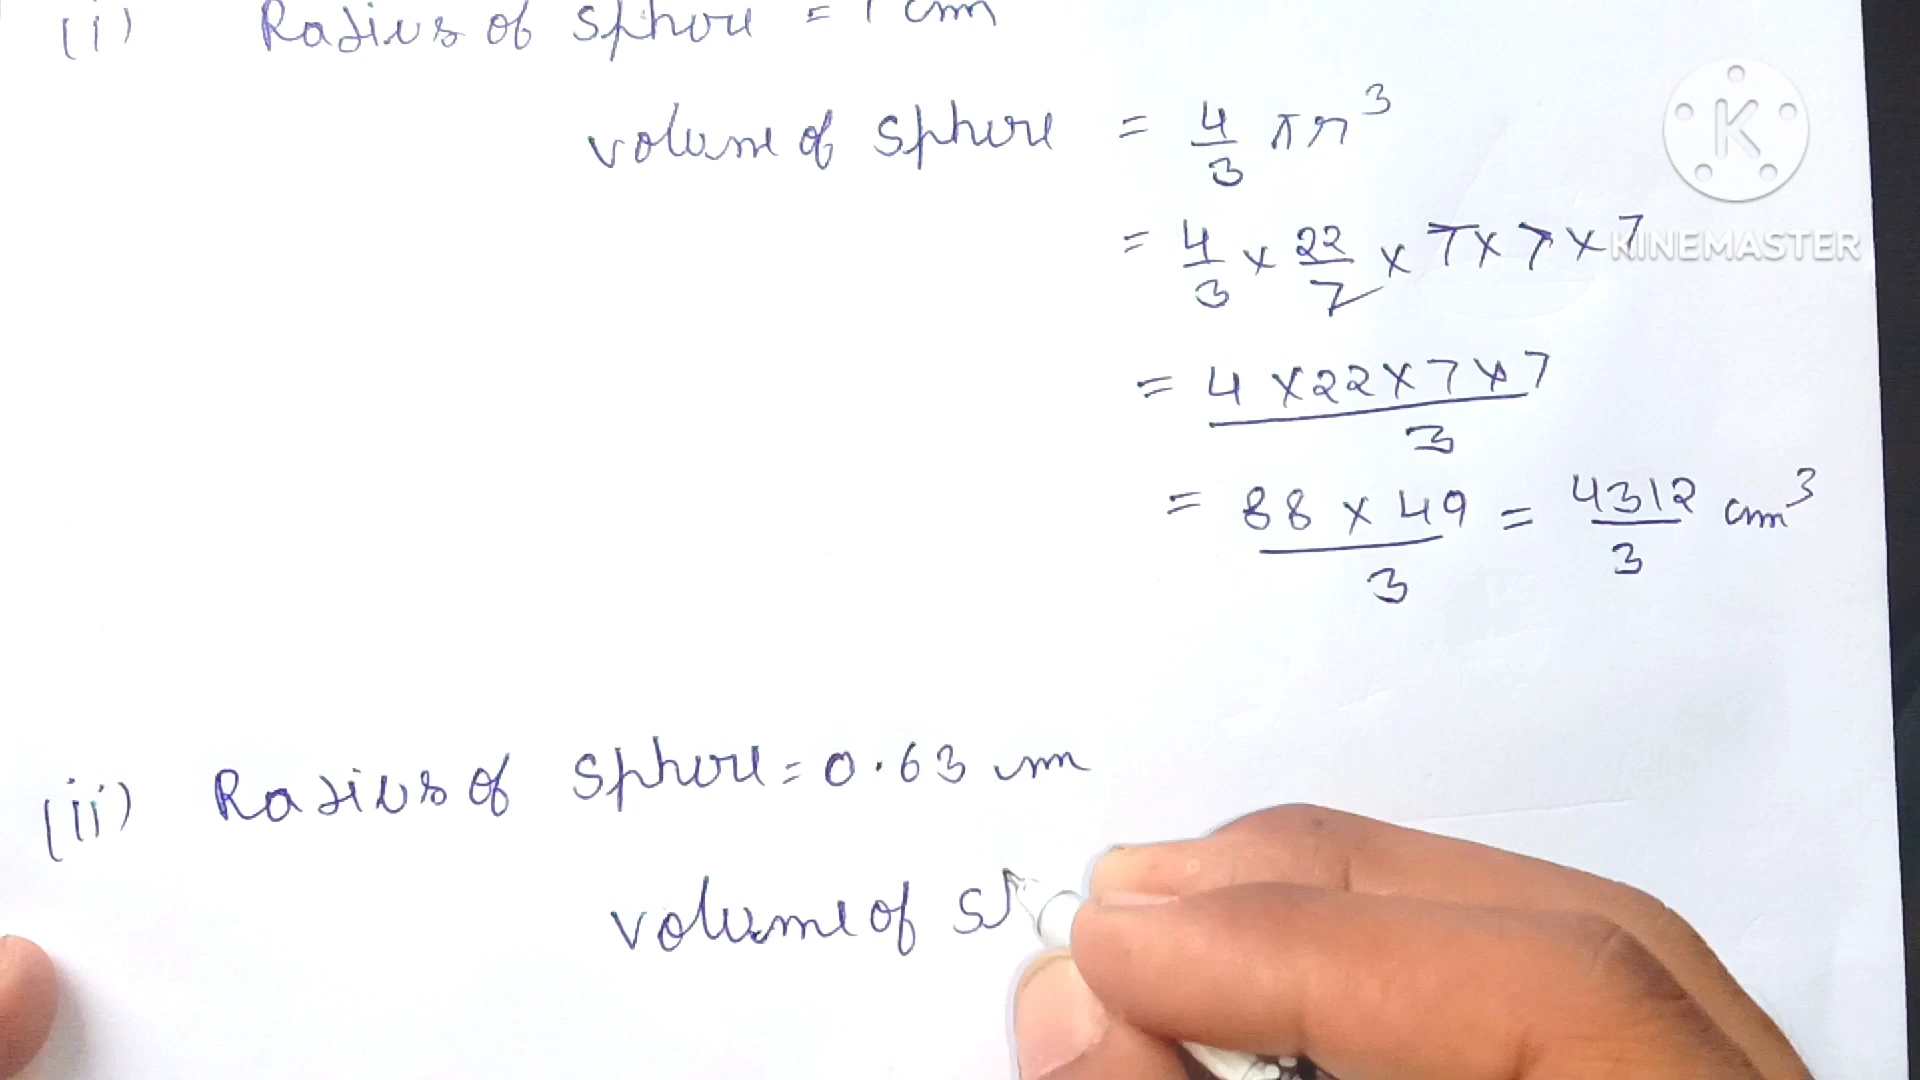 (i) Radius of sphere = 7 cm
volume of sphere = 4/3 πr³
= 4/3 × 22/7 × 7 × 7 × 7
KINEMASTER
= 4 × 22 × 7 × 7 / 3
= 88 × 49 / 3 = 4312 / 3 cm³
(ii) Radius of sphere = 0.63 cm
volume of